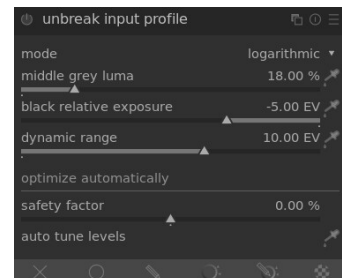 unbreak input profile
mode logarithmic
middle grey luma 18.00 %
black relative exposure -5.00 EV
dynamic range 10.00 EV
optimize automatically
safety factor 0.00 %
auto tune levels